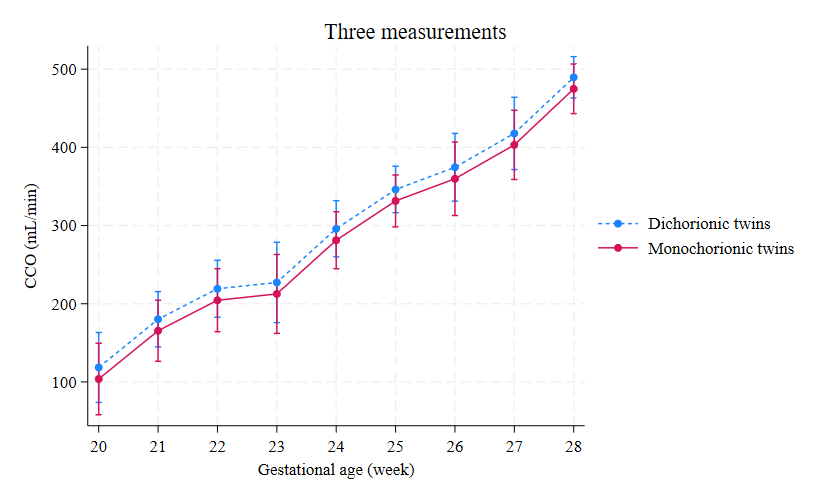 Three measurements
CCO (mL/min)
500
400
300
200
100
20 21 22 23 24 25 26 27 28
Gestational age (week)
Dichorionic twins
Monochorionic twins